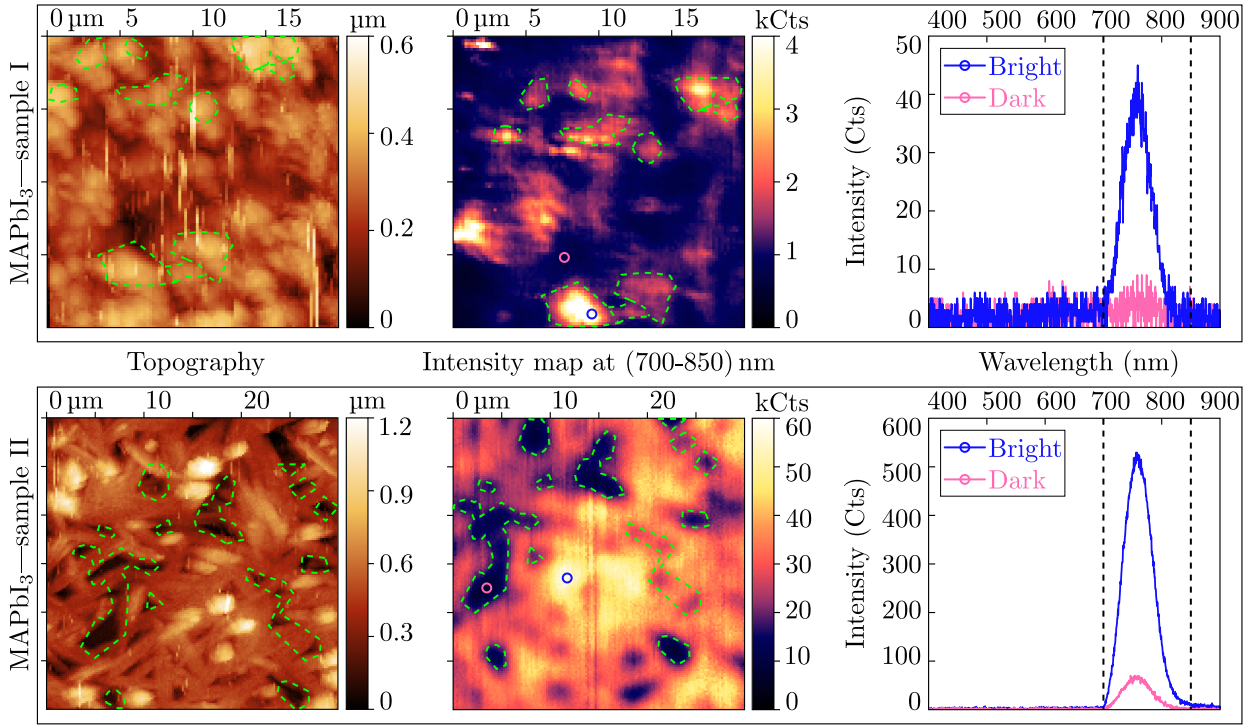 0 µm 5 10 15 µm
0 µm 5 10 15 kCts
400 500 600 700 800 900
MAPbI₃—sample I
0.6
0.4
0.2
0
4
3
2
1
0
Intensity (Cts)
50
40
30
20
10
0
Bright
Dark
Topography
Intensity map at (700-850) nm
Wavelength (nm)
0 µm 10 20 µm
0 µm 10 20 kCts
400 500 600 700 800 900
MAPbI₃—sample II
1.2
0.9
0.6
0.3
0
60
50
40
30
20
10
0
Intensity (Cts)
600
500
400
300
200
100
0
Bright
Dark